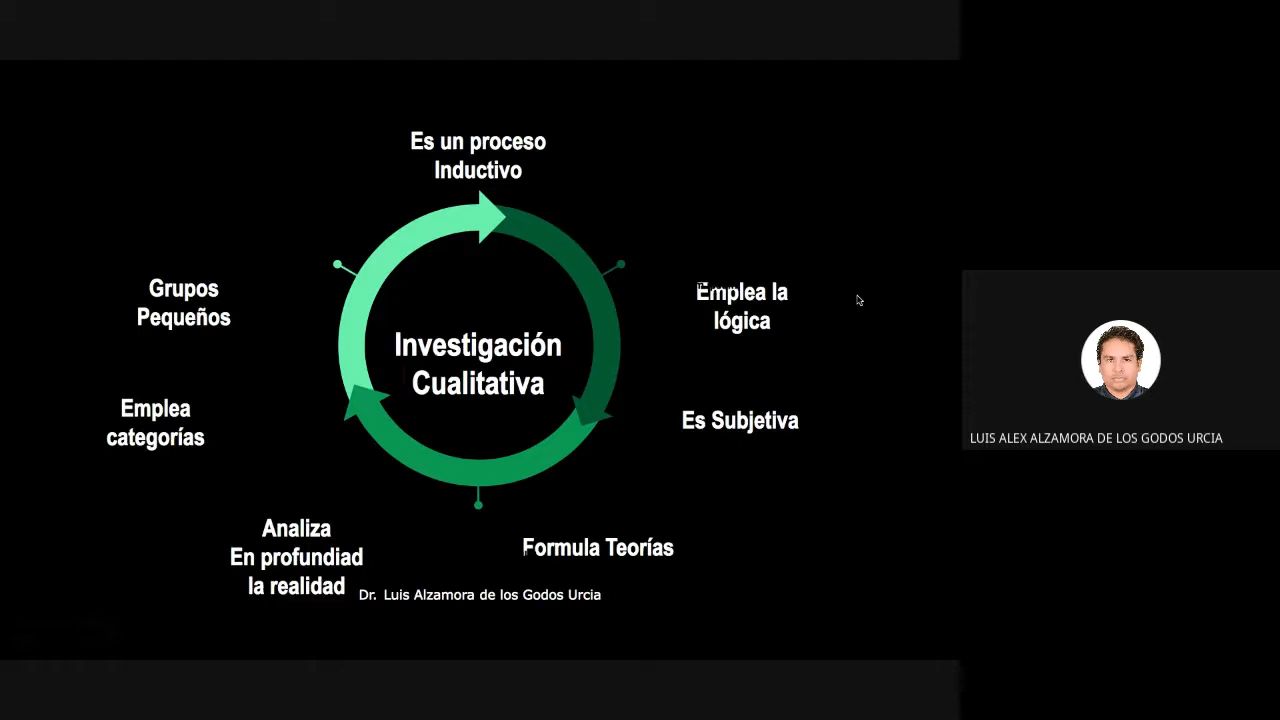 Es un proceso
Inductivo
Emplea la
lógica
Es Subjetiva
Formula Teorías
Analiza
En profundiad
la realidad
Emplea
categorías
Grupos
Pequeños
Investigación
Cualitativa
Dr. Luis Alzamora de los Godos Urcia
LUIS ALEX ALZAMORA DE LOS GODOS URCIA